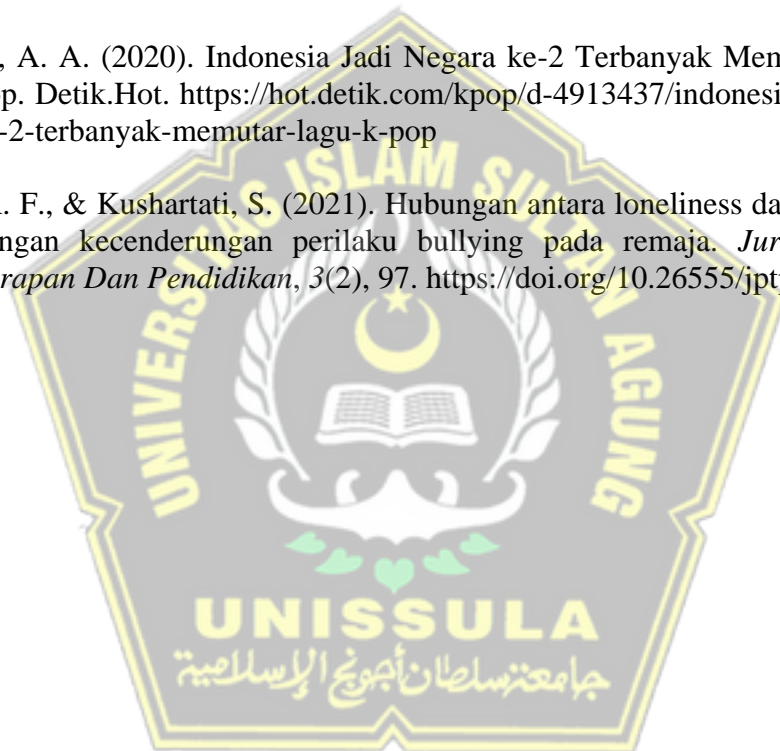 , A. A. (2020). Indonesia Jadi Negara ke-2 Terbanyak Mem
op. Detik.Hot. https://hot.detik.com/kpop/d-4913437/indonesi
-2-terbanyak-memutar-lagu-k-pop
. F., & Kushartati, S. (2021). Hubungan antara loneliness da
ngan kecenderungan perilaku bullying pada remaja. Jur
rapan Dan Pendidikan, 3(2), 97. https://doi.org/10.26555/jpt
UNIVERSITAS ISLAM SULTAN AGUNG
UNISSULA
جامعة سلطان أجونج الإسلامية